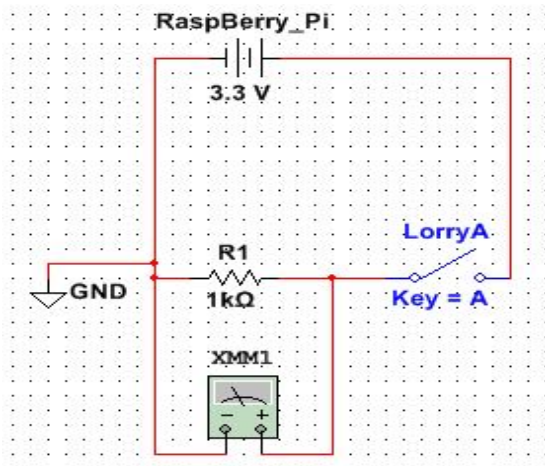 RaspBerry_Pi
3.3 V
LorryA
R1
GND
1kΩ
Key = A
XMM1
− +